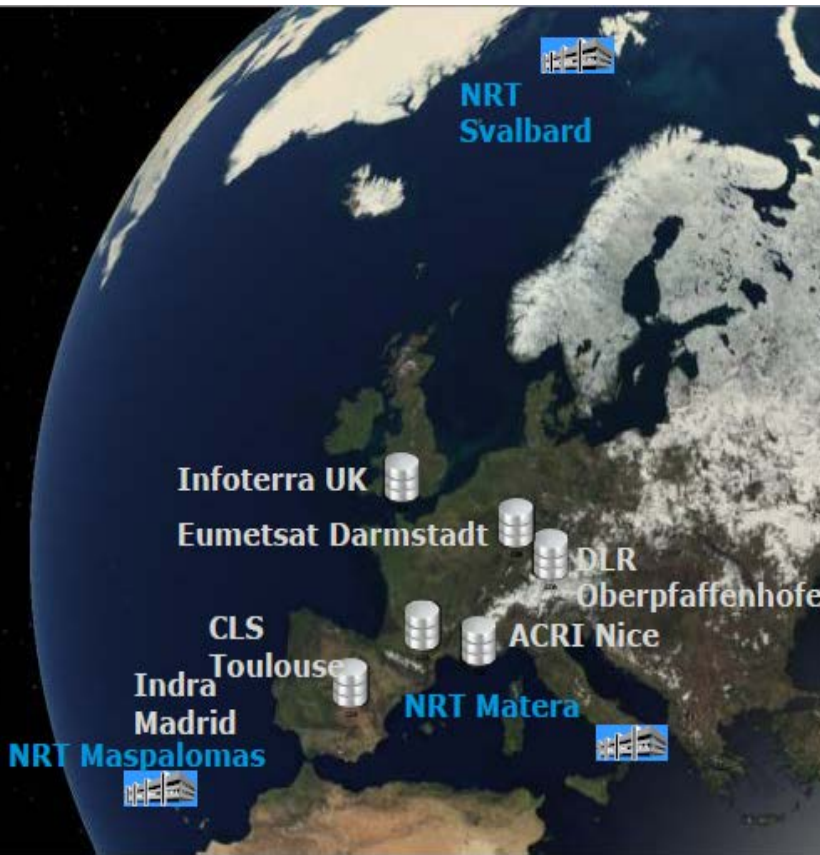 NRT
Svalbard
Infoterra UK
Eumetsat Darmstadt
DLR
Oberpfaffenhofe
CLS
Toulouse
ACRI Nice
Indra
Madrid
NRT Matera
NRT Maspalomas